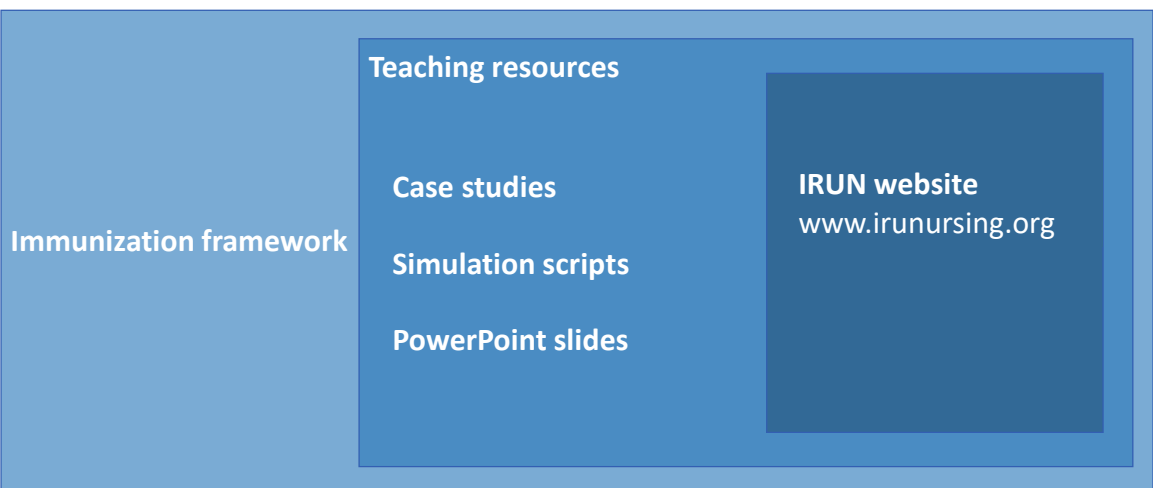 Immunization framework
Teaching resources
Case studies
Simulation scripts
PowerPoint slides
IRUN website
www.irunursing.org